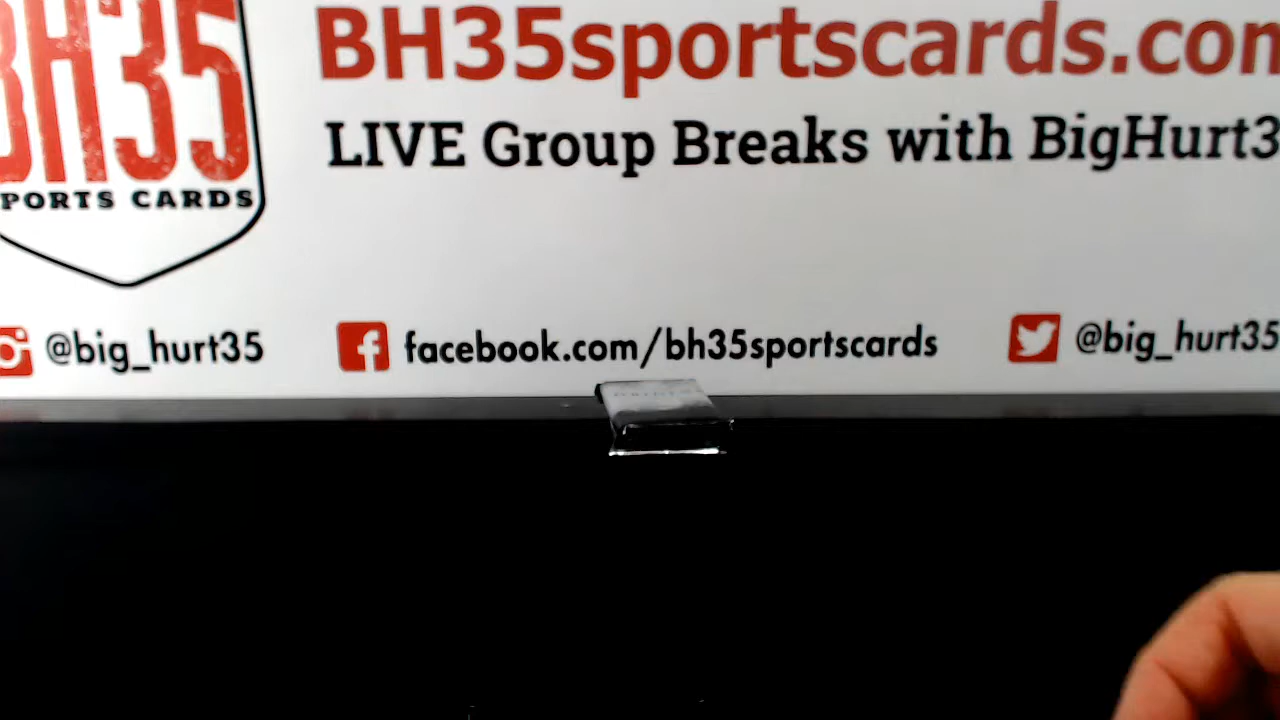 BH35
PORTS CARDS
BH35sportscards.com
LIVE Group Breaks with BigHurt3
@big_hurt35
facebook.com/bh35sportscards
@big_hurt35